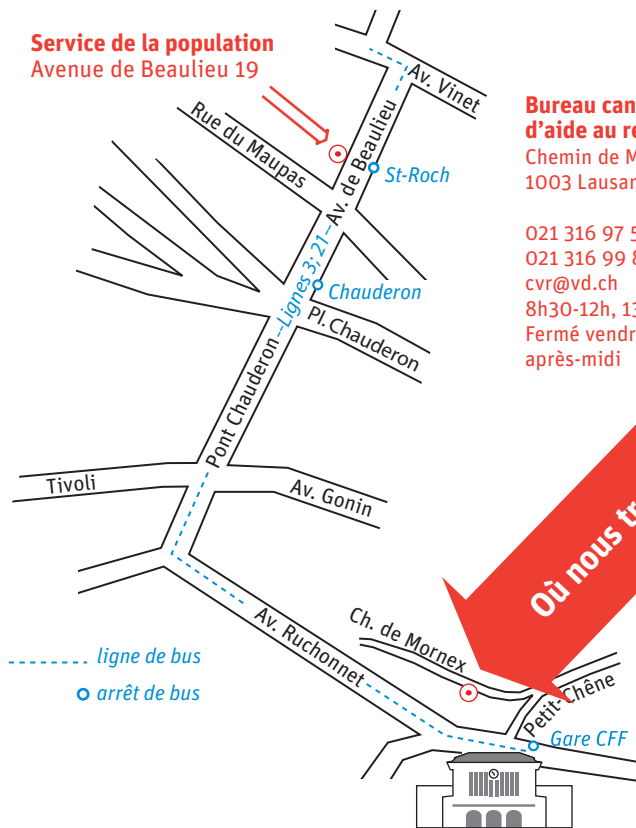 Service de la population
Avenue de Beaulieu 19
Av. Vinet
Rue du Maupas
Av. de Beaulieu
St-Roch
Bureau can
d'aide au re
Chemin de M
1003 Lausan
021 316 97 5
021 316 99 8
cvr@vd.ch
8h30-12h, 13
Fermé vendr
après-midi
Lignes 3; 21
Chauderon
Pl. Chauderon
Pont Chauderon
Tivoli
Av. Gonin
Où nous tr
Av. Ruchonnet
Ch. de Mornex
Petit-Chêne
ligne de bus
arrêt de bus
Gare CFF